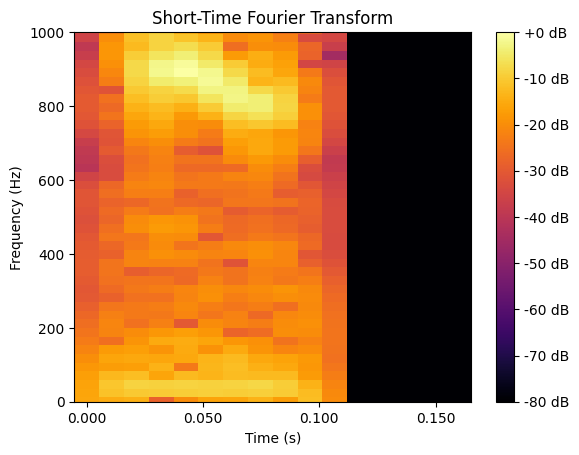 Short-Time Fourier Transform
1000
800
600
400
200
0
Frequency (Hz)
0.000
0.050
0.100
0.150
Time (s)
+0 dB
-10 dB
-20 dB
-30 dB
-40 dB
-50 dB
-60 dB
-70 dB
-80 dB